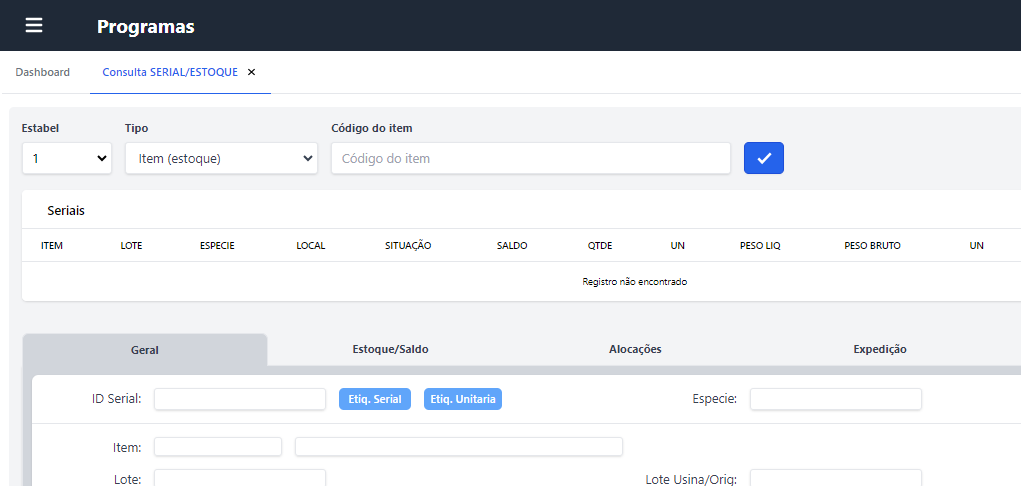 Programas
Dashboard Consulta SERIAL/ESTOQUE ×
Estabel Tipo Código do item
1 Item (estoque) Código do item
Seriais
ITEM LOTE ESPECIE LOCAL SITUAÇÃO SALDO QTDE UN PESO LIQ PESO BRUTO UN
Registro não encontrado
Geral Estoque/Saldo Alocações Expedição
ID Serial: Etiq. Serial Etiq. Unitaria Especie:
Item:
Lote: Lote Usina/Orig: